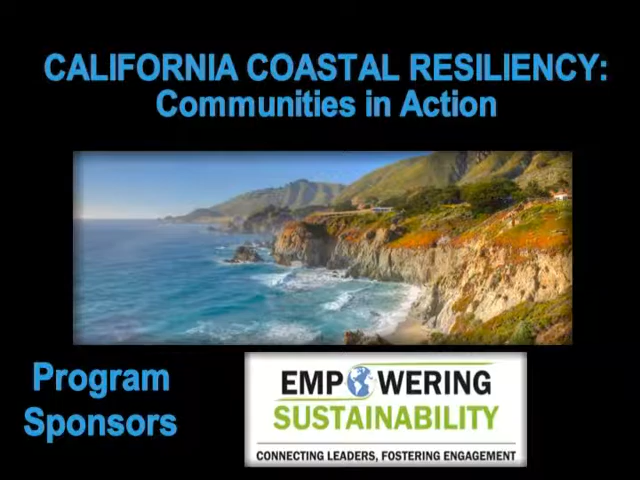 CALIFORNIA COASTAL RESILIENCY:
Communities in Action
Program
Sponsors
EMPOWERING
SUSTAINABILITY
CONNECTING LEADERS, FOSTERING ENGAGEMENT